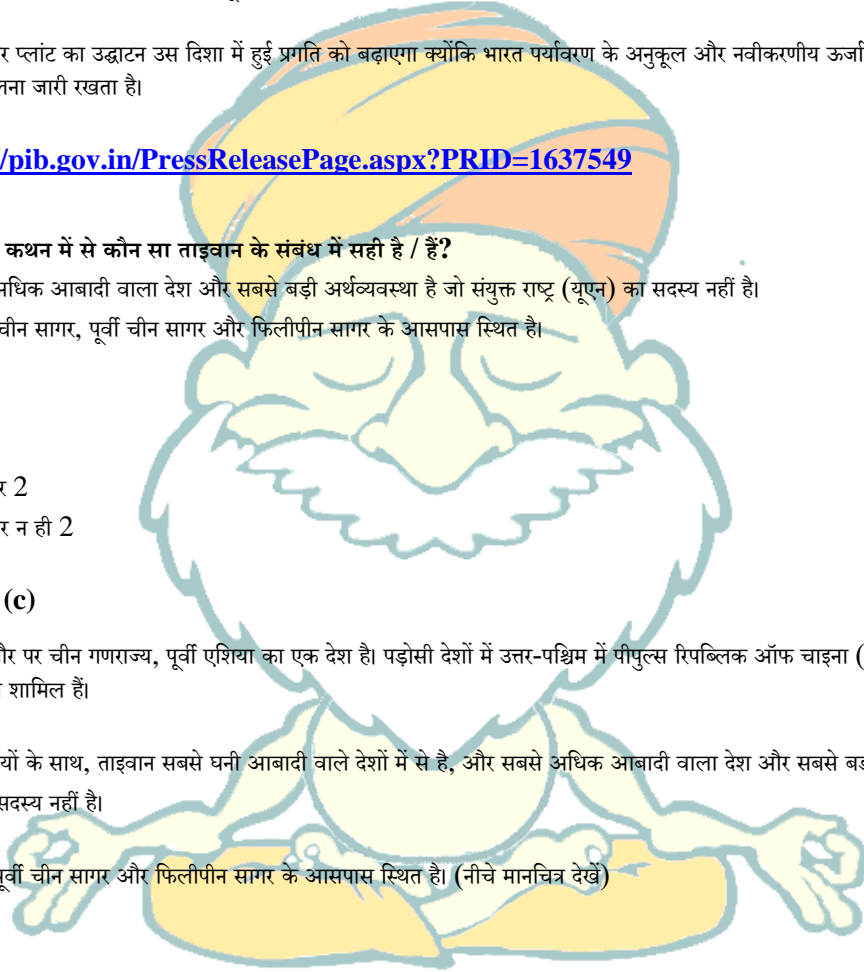 र प्लांट का उद्घाटन उस दिशा में हुई प्रगति को बढ़ाएगा क्योंकि भारत पर्यावरण के अनुकूल और नवीकरणीय ऊर्जा
ना जारी रखता है।
/pib.gov.in/PressReleasePage.aspx?PRID=1637549
कथन में से कौन सा ताइवान के संबंध में सही है / हैं?
अधिक आबादी वाला देश और सबसे बड़ी अर्थव्यवस्था है जो संयुक्त राष्ट्र (यूएन) का सदस्य नहीं है।
चीन सागर, पूर्वी चीन सागर और फिलीपीन सागर के आसपास स्थित है।
र 2
र न ही 2
(c)
ौर पर चीन गणराज्य, पूर्वी एशिया का एक देश है। पड़ोसी देशों में उत्तर-पश्चिम में पीपुल्स रिपब्लिक ऑफ चाइना (
शामिल हैं।
यों के साथ, ताइवान सबसे घनी आबादी वाले देशों में से है, और सबसे अधिक आबादी वाला देश और सबसे बड़
सदस्य नहीं है।
पूर्वी चीन सागर और फिलीपीन सागर के आसपास स्थित है। (नीचे मानचित्र देखें)